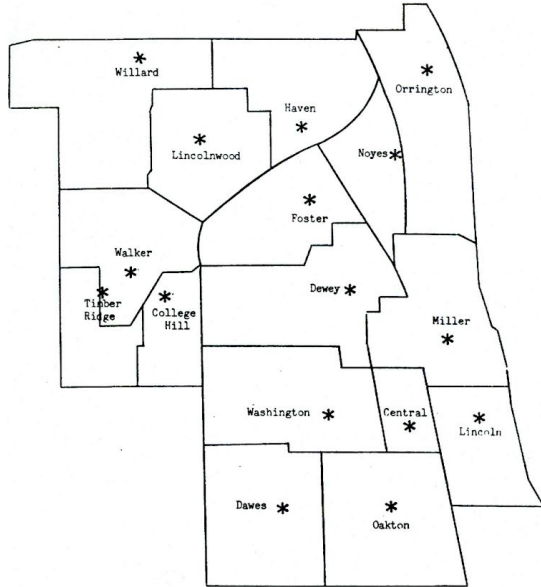 Willard
Orrington
Haven
Lincolnwood
Noyes
Foster
Walker
Timber
Ridge
College
Hill
Dewey
Miller
Washington
Central
Lincoln
Dawes
Oakton